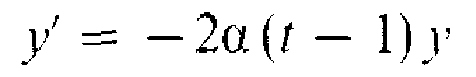 y' = − 2α (t − 1) y